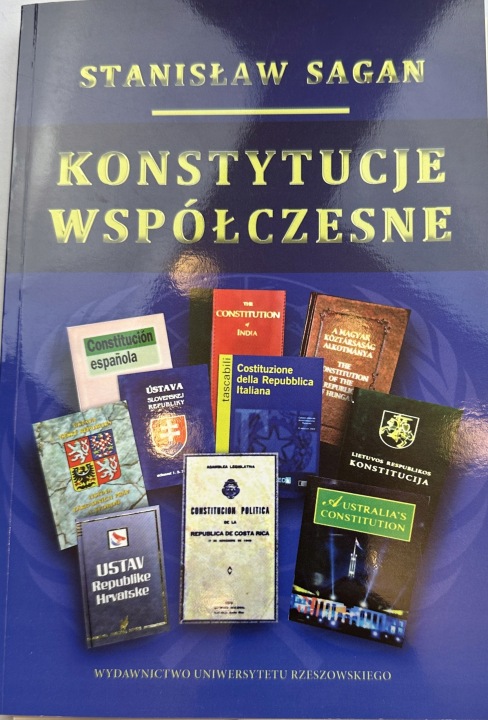 STANISŁAW SAGAN
KONSTYTUCJE
WSPÓŁCZESNE
Constitución
española
THE
CONSTITUTION
of
INDIA
A MAGYAR
KÖZTÁRSASÁG
ALKOTMÁNYA
THE
CONSTITUTION
OF THE
REPUBLIC
HUNGA
ÚSTAVA
SLOVENSKEJ
REPUBLIKY
tascabili
Costituzione
della Repubblica
Italiana
LIETUVOS RESPUBLIKOS
KONSTITUCIJA
ASAMBLEA LEGISLATIVA
CONSTITUCION POLITICA
DE LA
REPUBLICA DE COSTA RICA
AUSTRALIA'S
CONSTITUTION
USTAV
Republike
Hrvatske
WYDAWNICTWO UNIWERSYTETU RZESZOWSKIEGO